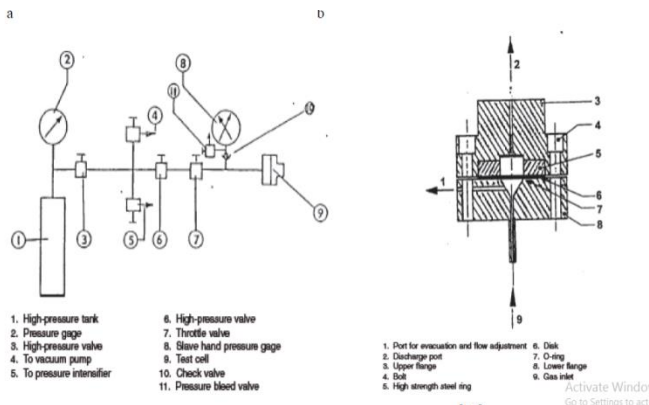 a
b
2
8
11
10
4
1
3
5
6
7
9
1. High-pressure tank
2. Pressure gage
3. High-pressure valve
4. To vacuum pump
5. To pressure intensifier
6. High-pressure valve
7. Throttle valve
8. Slave hand pressure gage
9. Test cell
10. Check valve
11. Pressure bleed valve
2
3
4
5
1
6
7
8
9
1. Port for evacuation and flow adjustment
2. Discharge port
3. Upper flange
4. Bolt
5. High strength steel ring
6. Disk
7. O-ring
8. Lower flange
9. Gas inlet
Activate Windo
Go to Settings to act